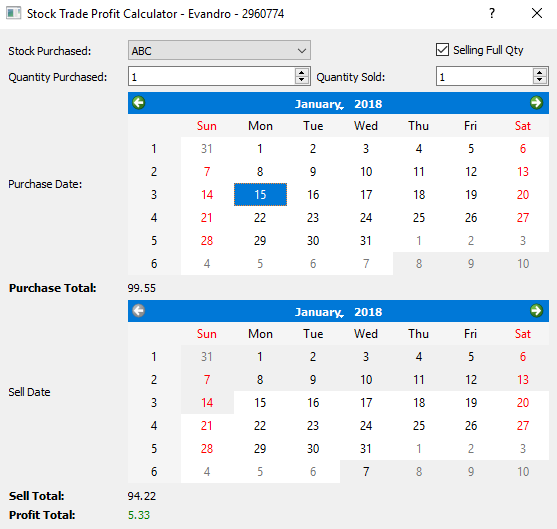 Stock Trade Profit Calculator - Evandro - 2960774
Stock Purchased: ABC Selling Full Qty
Quantity Purchased: 1 Quantity Sold: 1
January, 2018
Sun Mon Tue Wed Thu Fri Sat
1 31 1 2 3 4 5 6
2 7 8 9 10 11 12 13
Purchase Date: 3 14 15 16 17 18 19 20
4 21 22 23 24 25 26 27
5 28 29 30 31 1 2 3
6 4 5 6 7 8 9 10
Purchase Total: 99.55
January, 2018
Sun Mon Tue Wed Thu Fri Sat
1 31 1 2 3 4 5 6
2 7 8 9 10 11 12 13
Sell Date 3 14 15 16 17 18 19 20
4 21 22 23 24 25 26 27
5 28 29 30 31 1 2 3
6 4 5 6 7 8 9 10
Sell Total: 94.22
Profit Total: 5.33